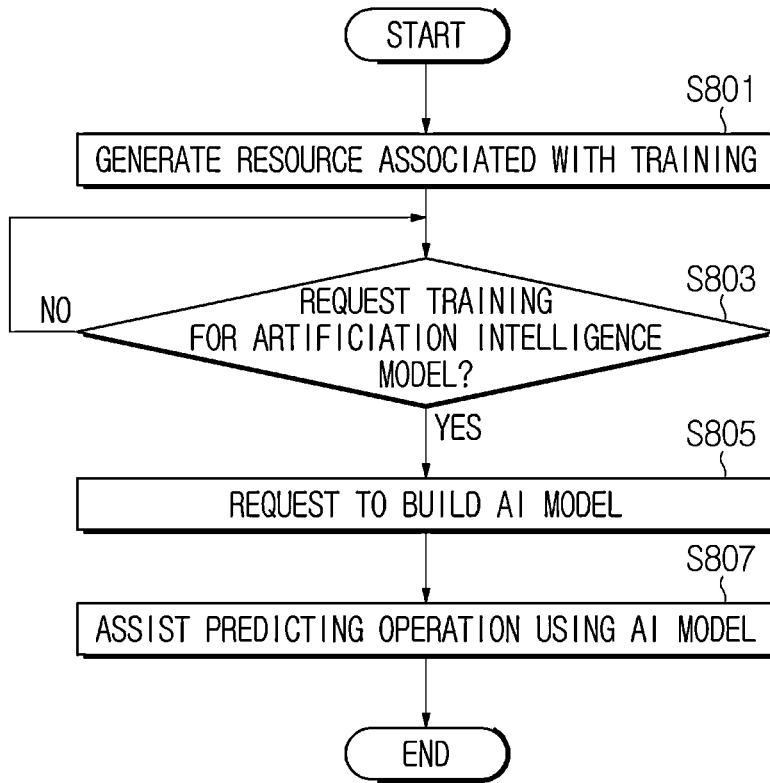 START
S801
GENERATE RESOURCE ASSOCIATED WITH TRAINING
S803
REQUEST TRAINING
FOR ARTIFICIATION INTELLIGENCE
MODEL?
NO
YES
S805
REQUEST TO BUILD AI MODEL
S807
ASSIST PREDICTING OPERATION USING AI MODEL
END